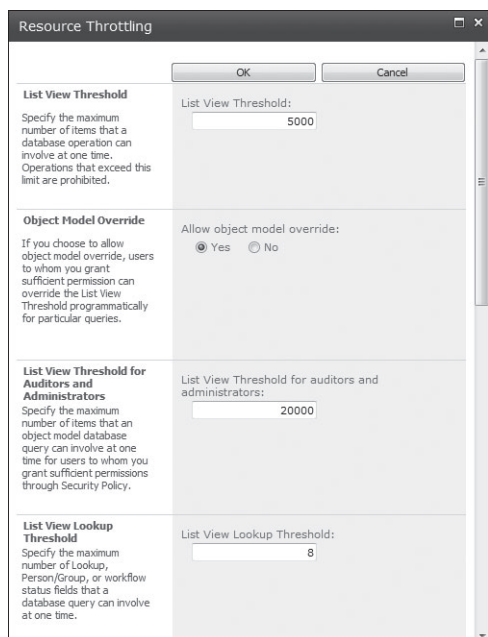 Resource Throttling
OK
Cancel
List View Threshold
Specify the maximum
number of items that a
database operation can
involve at one time.
Operations that exceed this
limit are prohibited.
List View Threshold:
5000
Object Model Override
If you choose to allow
object model override, users
to whom you grant
sufficient permission can
override the List View
Threshold programmatically
for particular queries.
Allow object model override:
Yes No
List View Threshold for
Auditors and
Administrators
Specify the maximum
number of items that an
object model database
query can involve at one
time for users to whom you
grant sufficient permissions
through Security Policy.
List View Threshold for auditors and
administrators:
20000
List View Lookup
Threshold
Specify the maximum
number of Lookup,
Person/Group, or workflow
status fields that a
database query can involve
at one time.
List View Lookup Threshold:
8